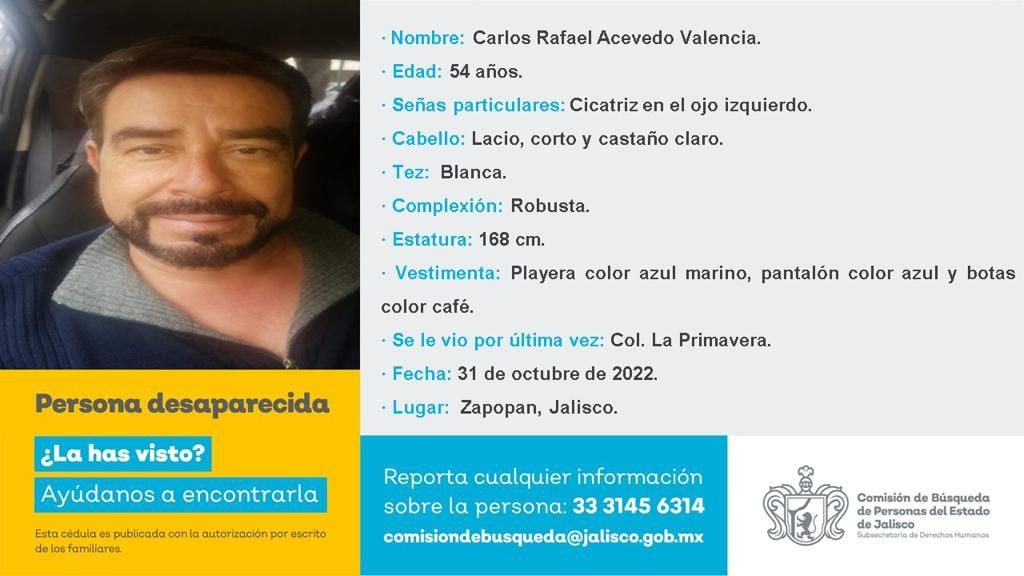 · Nombre: Carlos Rafael Acevedo Valencia.
· Edad: 54 años.
· Señas particulares: Cicatriz en el ojo izquierdo.
· Cabello: Lacio, corto y castaño claro.
· Tez: Blanca.
· Complexión: Robusta.
· Estatura: 168 cm.
· Vestimenta: Playera color azul marino, pantalón color azul y botas
color café.
· Se le vio por última vez: Col. La Primavera.
· Fecha: 31 de octubre de 2022.
· Lugar: Zapopan, Jalisco.
Persona desaparecida
¿La has visto?
Ayúdanos a encontrarla
Esta cédula es publicada con la autorización por escrito
de los familiares.
Reporta cualquier información
sobre la persona: 33 3145 6314
comisiondebusqueda@jalisco.gob.mx
Comisión de Búsqueda
de Personas del Estado
de Jalisco
Subsecretaría de Derechos Humanos